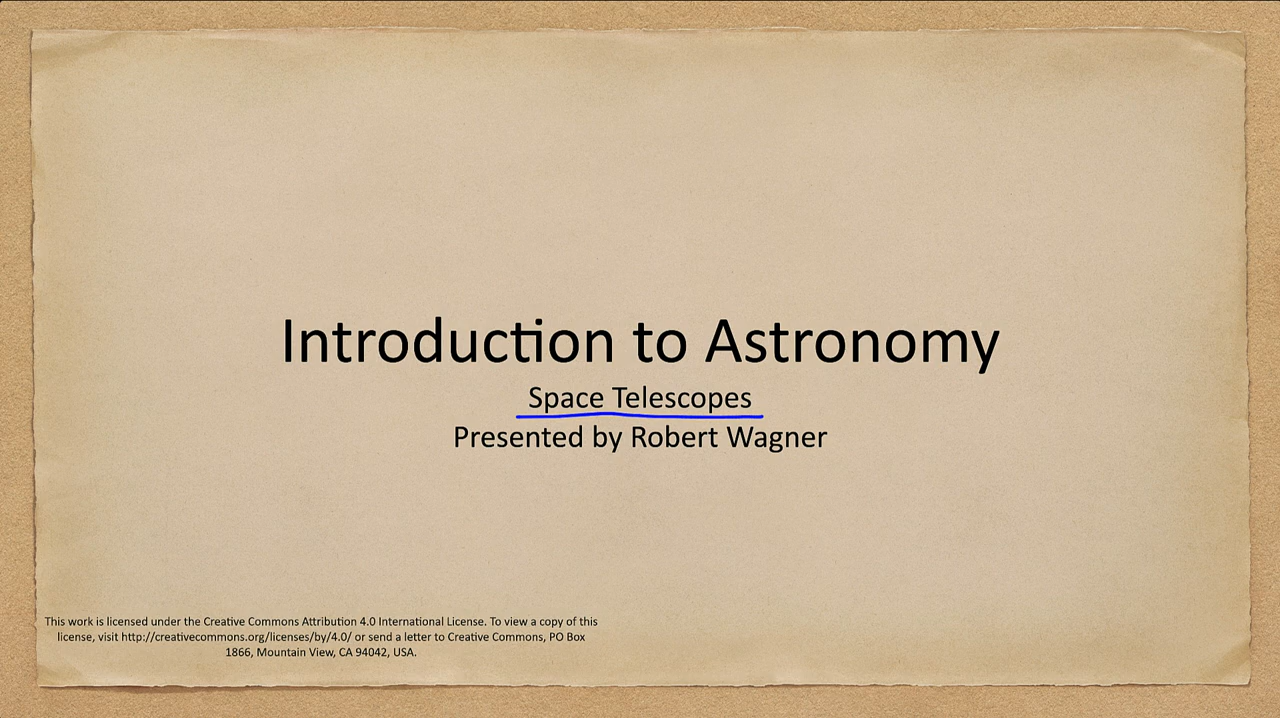 Introduction to Astronomy
Space Telescopes
Presented by Robert Wagner
This work is licensed under the Creative Commons Attribution 4.0 International License. To view a copy of this
license, visit http://creativecommons.org/licenses/by/4.0/ or send a letter to Creative Commons, PO Box
1866, Mountain View, CA 94042, USA.